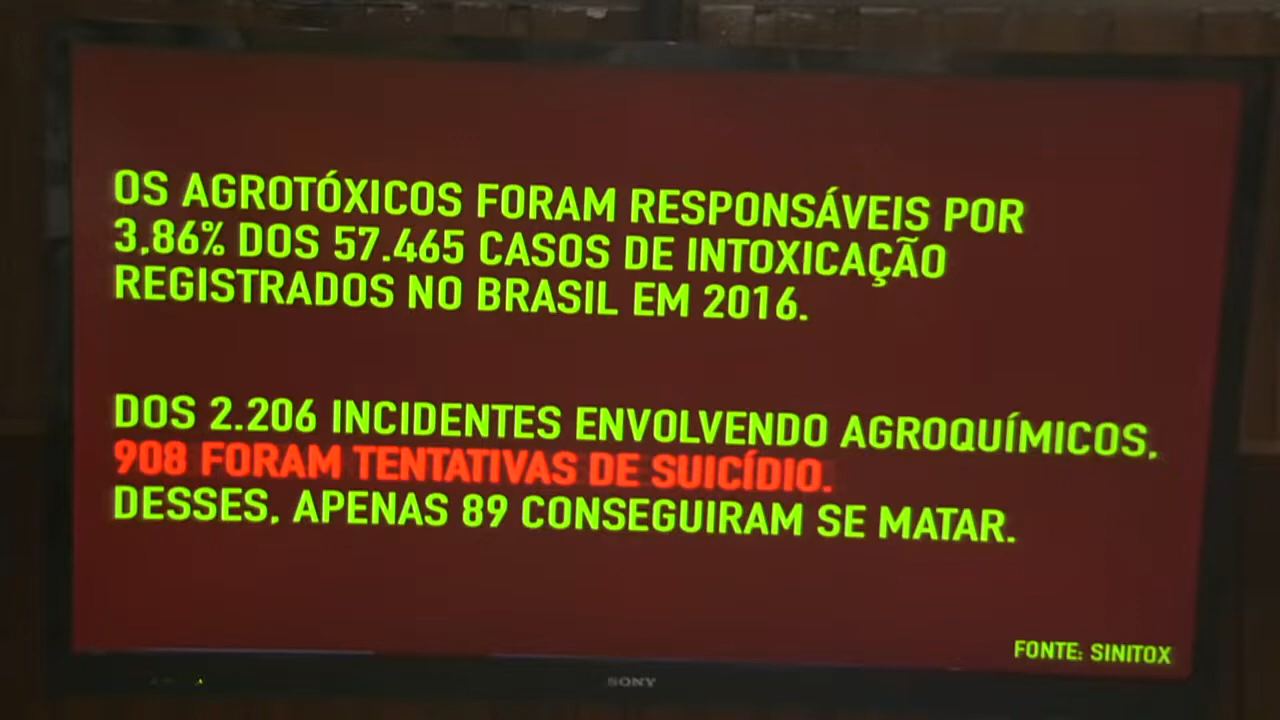 OS AGROTÓXICOS FORAM RESPONSÁVEIS POR
3,86% DOS 57.465 CASOS DE INTOXICAÇÃO
REGISTRADOS NO BRASIL EM 2016.
DOS 2.206 INCIDENTES ENVOLVENDO AGROQUÍMICOS,
908 FORAM TENTATIVAS DE SUICÍDIO.
DESSES, APENAS 89 CONSEGUIRAM SE MATAR.
FONTE: SINITOX
SONY